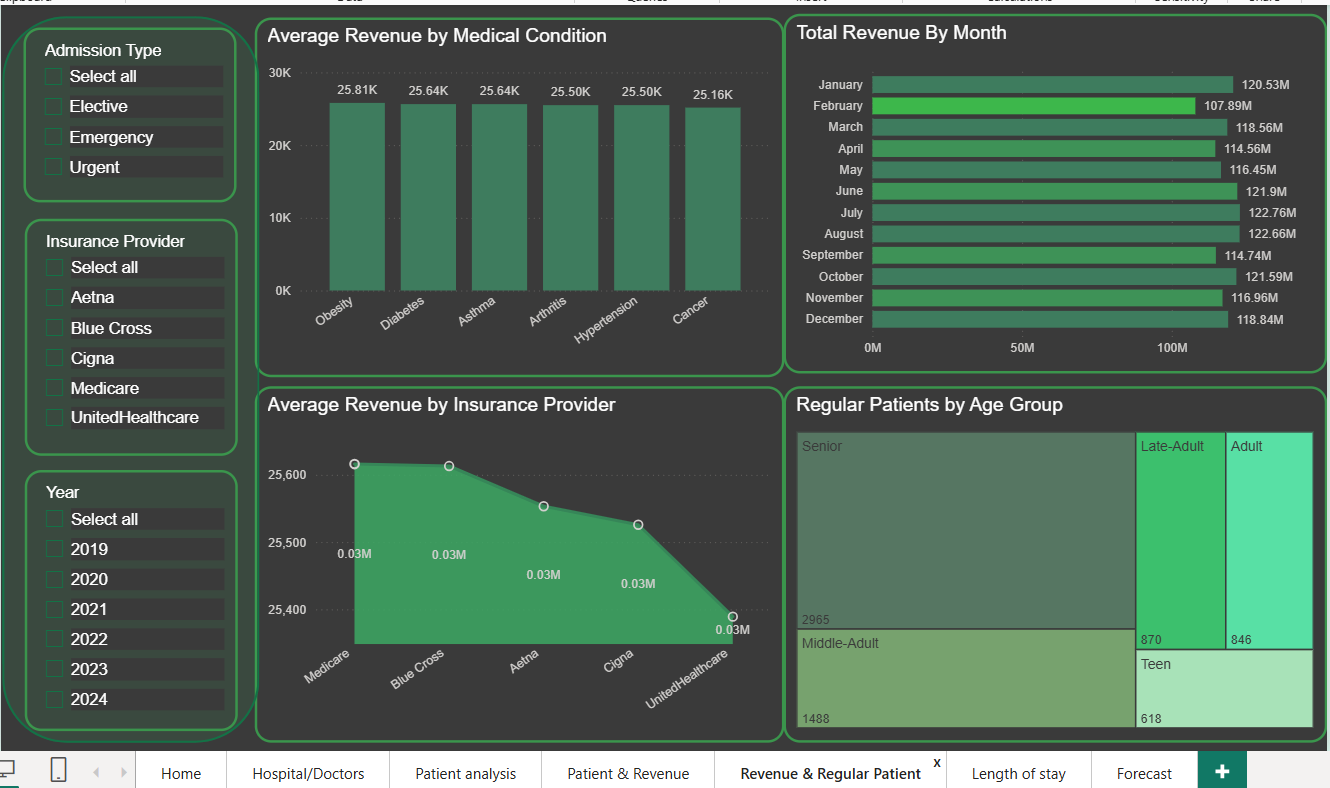 Admission Type
Select all
Elective
Emergency
Urgent
Insurance Provider
Select all
Aetna
Blue Cross
Cigna
Medicare
UnitedHealthcare
Year
Select all
2019
2020
2021
2022
2023
2024
Average Revenue by Medical Condition
30K
20K
10K
0K
25.81K 25.64K 25.64K 25.50K 25.50K 25.16K
Obesity Diabetes Asthma Arthritis Hypertension Cancer
Total Revenue By Month
January 120.53M
February 107.89M
March 118.56M
April 114.56M
May 116.45M
June 121.9M
July 122.76M
August 122.66M
September 114.74M
October 121.59M
November 116.96M
December 118.84M
0M 50M 100M
Average Revenue by Insurance Provider
25,600
25,500
25,400
0.03M 0.03M 0.03M 0.03M 0.03M
Medicare Blue Cross Aetna Cigna UnitedHealthcare
Regular Patients by Age Group
Senior
2965
Middle-Adult
1488
Late-Adult
870
Adult
846
Teen
618
Home Hospital/Doctors Patient analysis Patient & Revenue Revenue & Regular Patient x Length of stay Forecast +